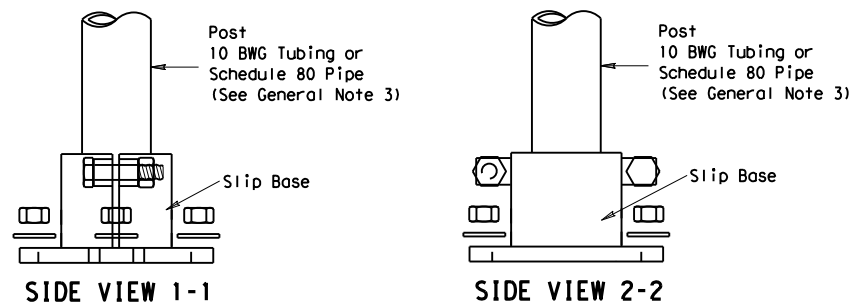 Post
10 BWG Tubing or
Schedule 80 Pipe
(See General Note 3)
Slip Base
SIDE VIEW 1-1
Post
10 BWG Tubing or
Schedule 80 Pipe
(See General Note 3)
Slip Base
SIDE VIEW 2-2